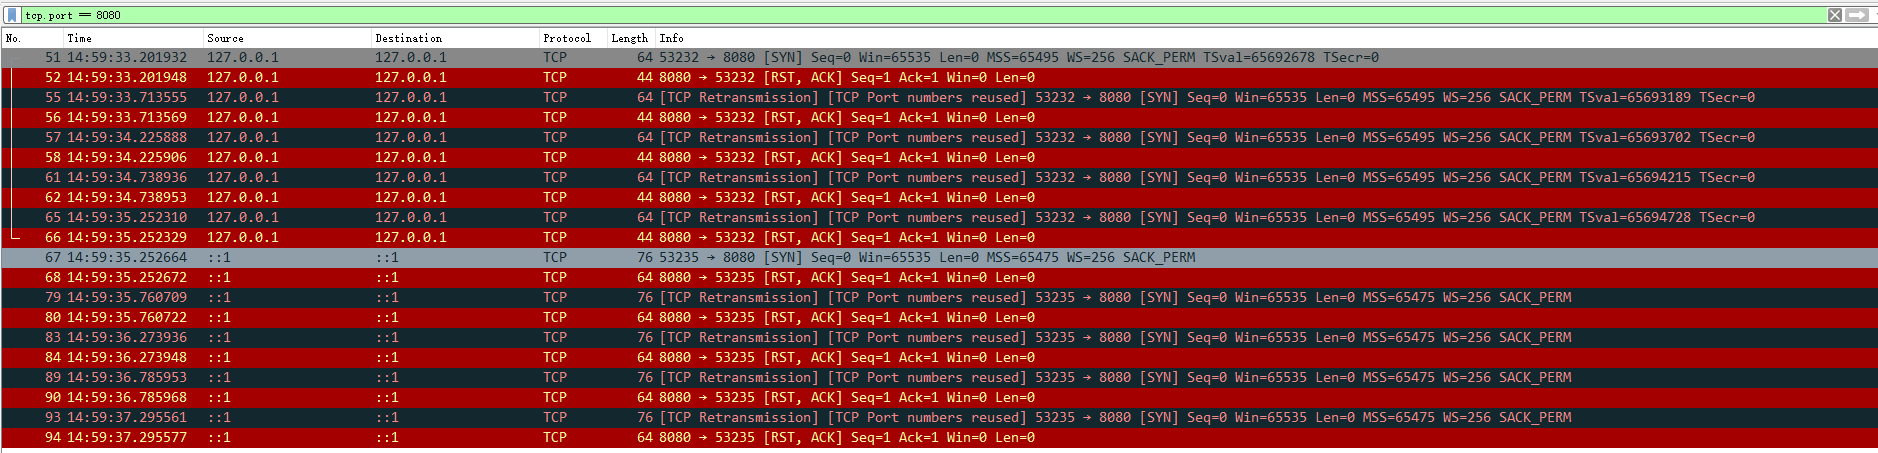 tcp.port == 8080
No. Time Source Destination Protocol Length Info
51 14:59:33.201932 127.0.0.1 127.0.0.1 TCP 64 53232 → 8080 [SYN] Seq=0 Win=65535 Len=0 MSS=65495 WS=256 SACK_PERM TSval=65692678 TSecr=0
52 14:59:33.201948 127.0.0.1 127.0.0.1 TCP 44 8080 → 53232 [RST, ACK] Seq=1 Ack=1 Win=0 Len=0
55 14:59:33.713555 127.0.0.1 127.0.0.1 TCP 64 [TCP Retransmission] [TCP Port numbers reused] 53232 → 8080 [SYN] Seq=0 Win=65535 Len=0 MSS=65495 WS=256 SACK_PERM TSval=65693189 TSecr=0
56 14:59:33.713569 127.0.0.1 127.0.0.1 TCP 44 8080 → 53232 [RST, ACK] Seq=1 Ack=1 Win=0 Len=0
57 14:59:34.225888 127.0.0.1 127.0.0.1 TCP 64 [TCP Retransmission] [TCP Port numbers reused] 53232 → 8080 [SYN] Seq=0 Win=65535 Len=0 MSS=65495 WS=256 SACK_PERM TSval=65693702 TSecr=0
58 14:59:34.225906 127.0.0.1 127.0.0.1 TCP 44 8080 → 53232 [RST, ACK] Seq=1 Ack=1 Win=0 Len=0
61 14:59:34.738936 127.0.0.1 127.0.0.1 TCP 64 [TCP Retransmission] [TCP Port numbers reused] 53232 → 8080 [SYN] Seq=0 Win=65535 Len=0 MSS=65495 WS=256 SACK_PERM TSval=65694215 TSecr=0
62 14:59:34.738953 127.0.0.1 127.0.0.1 TCP 44 8080 → 53232 [RST, ACK] Seq=1 Ack=1 Win=0 Len=0
65 14:59:35.252310 127.0.0.1 127.0.0.1 TCP 64 [TCP Retransmission] [TCP Port numbers reused] 53232 → 8080 [SYN] Seq=0 Win=65535 Len=0 MSS=65495 WS=256 SACK_PERM TSval=65694728 TSecr=0
66 14:59:35.252329 127.0.0.1 127.0.0.1 TCP 44 8080 → 53232 [RST, ACK] Seq=1 Ack=1 Win=0 Len=0
67 14:59:35.252664 ::1 ::1 TCP 76 53235 → 8080 [SYN] Seq=0 Win=65535 Len=0 MSS=65475 WS=256 SACK_PERM
68 14:59:35.252672 ::1 ::1 TCP 64 8080 → 53235 [RST, ACK] Seq=1 Ack=1 Win=0 Len=0
79 14:59:35.760709 ::1 ::1 TCP 76 [TCP Retransmission] [TCP Port numbers reused] 53235 → 8080 [SYN] Seq=0 Win=65535 Len=0 MSS=65475 WS=256 SACK_PERM
80 14:59:35.760722 ::1 ::1 TCP 64 8080 → 53235 [RST, ACK] Seq=1 Ack=1 Win=0 Len=0
83 14:59:36.273936 ::1 ::1 TCP 76 [TCP Retransmission] [TCP Port numbers reused] 53235 → 8080 [SYN] Seq=0 Win=65535 Len=0 MSS=65475 WS=256 SACK_PERM
84 14:59:36.273948 ::1 ::1 TCP 64 8080 → 53235 [RST, ACK] Seq=1 Ack=1 Win=0 Len=0
89 14:59:36.785953 ::1 ::1 TCP 76 [TCP Retransmission] [TCP Port numbers reused] 53235 → 8080 [SYN] Seq=0 Win=65535 Len=0 MSS=65475 WS=256 SACK_PERM
90 14:59:36.785968 ::1 ::1 TCP 64 8080 → 53235 [RST, ACK] Seq=1 Ack=1 Win=0 Len=0
93 14:59:37.295561 ::1 ::1 TCP 76 [TCP Retransmission] [TCP Port numbers reused] 53235 → 8080 [SYN] Seq=0 Win=65535 Len=0 MSS=65475 WS=256 SACK_PERM
94 14:59:37.295577 ::1 ::1 TCP 64 8080 → 53235 [RST, ACK] Seq=1 Ack=1 Win=0 Len=0